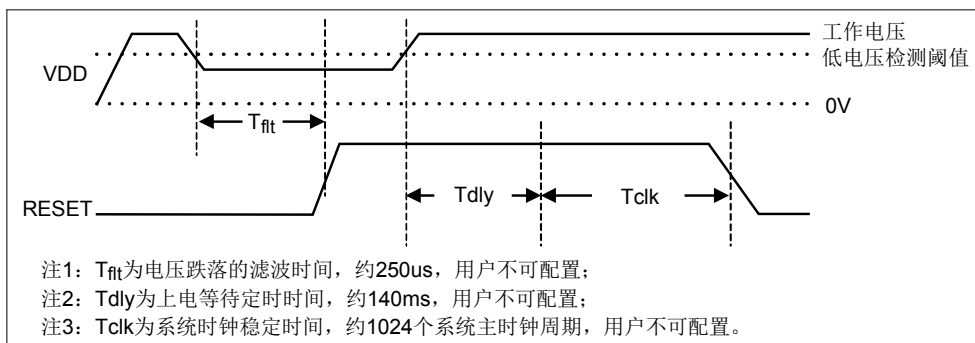 工作电压
低电压检测阈值
VDD
0V
Tflt
Tdly
Tclk
RESET
注1：Tflt为电压跌落的滤波时间，约250us，用户不可配置；
注2：Tdly为上电等待定时时间，约140ms，用户不可配置；
注3：Tclk为系统时钟稳定时间，约1024个系统主时钟周期，用户不可配置。